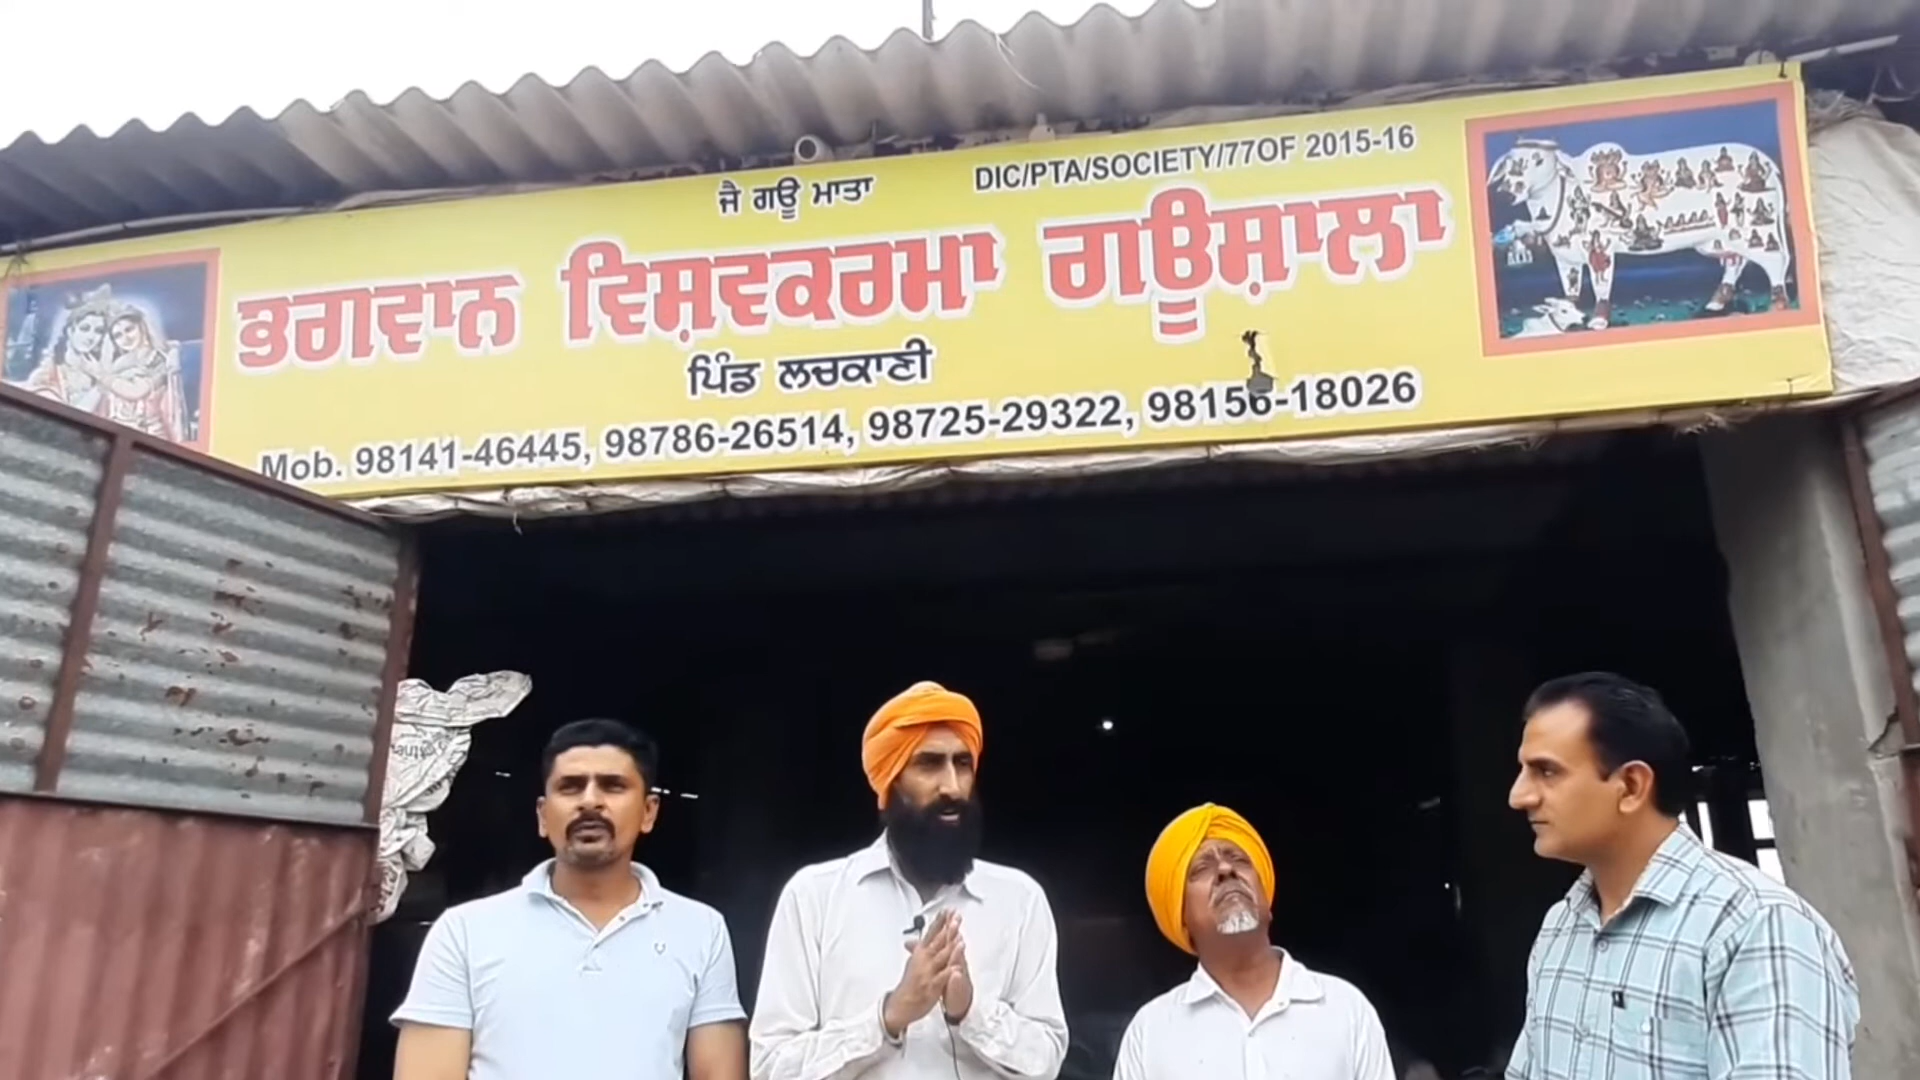 ਜੈ ਗਊ ਮਾਤਾ
DIC/PTA/SOCIETY/77OF 2015-16
ਭਗਵਾਨ ਵਿਸ਼ਵਕਰਮਾ ਗਊਸ਼ਾਲਾ
ਪਿੰਡ ਲਚਕਾਣੀ
Mob. 98141-46445, 98786-26514, 98725-29322, 98156-18026